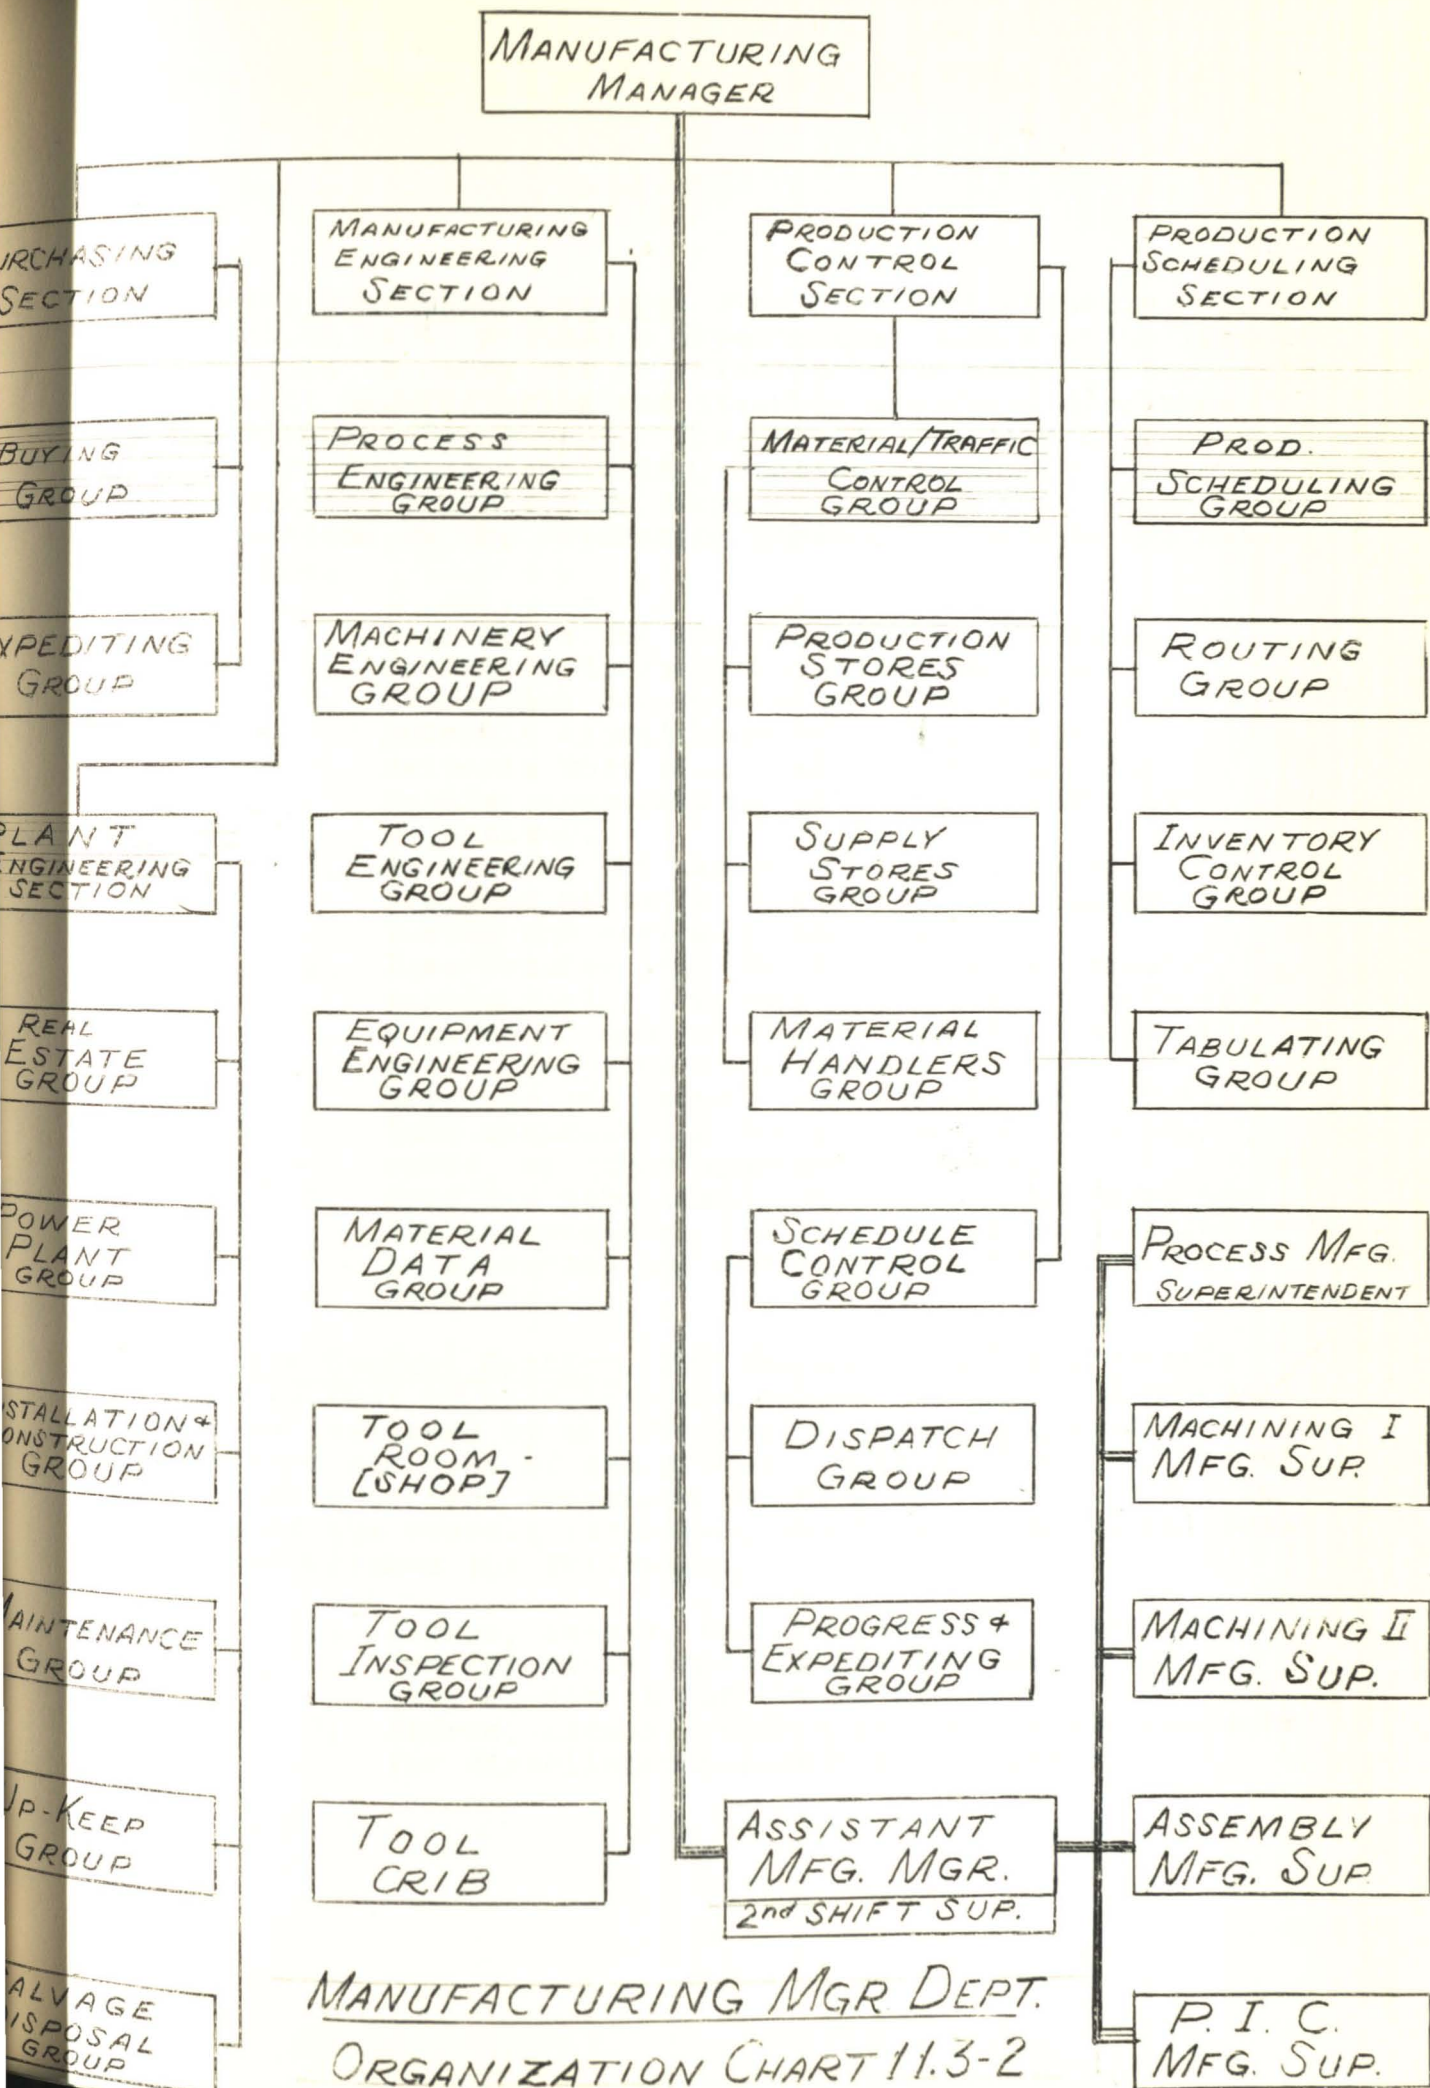 MANUFACTURING
MANAGER
URCHASING
SECTION
BUYING
GROUP
XPEDITING
GROUP
PLANT
ENGINEERING
SECTION
REAL
ESTATE
GROUP
POWER
PLANT
GROUP
STALLATION &
ONSTRUCTION
GROUP
MAINTENANCE
GROUP
UP-KEEP
GROUP
ALVAGE
ISPOSAL
GROUP
MANUFACTURING
ENGINEERING
SECTION
PROCESS
ENGINEERING
GROUP
MACHINERY
ENGINEERING
GROUP
TOOL
ENGINEERING
GROUP
EQUIPMENT
ENGINEERING
GROUP
MATERIAL
DATA
GROUP
TOOL
ROOM -
[SHOP]
TOOL
INSPECTION
GROUP
TOOL
CRIB
PRODUCTION
CONTROL
SECTION
MATERIAL/TRAFFIC
CONTROL
GROUP
PRODUCTION
STORES
GROUP
SUPPLY
STORES
GROUP
MATERIAL
HANDLERS
GROUP
SCHEDULE
CONTROL
GROUP
DISPATCH
GROUP
PROGRESS &
EXPEDITING
GROUP
ASSISTANT
MFG. MGR.
2nd SHIFT SUP.
PRODUCTION
SCHEDULING
SECTION
PROD.
SCHEDULING
GROUP
ROUTING
GROUP
INVENTORY
CONTROL
GROUP
TABULATING
GROUP
PROCESS MFG.
SUPERINTENDENT
MACHINING I
MFG. SUP.
MACHINING II
MFG. SUP.
ASSEMBLY
MFG. SUP
P. I. C.
MFG. SUP.
MANUFACTURING MGR DEPT.
ORGANIZATION CHART 11.3-2